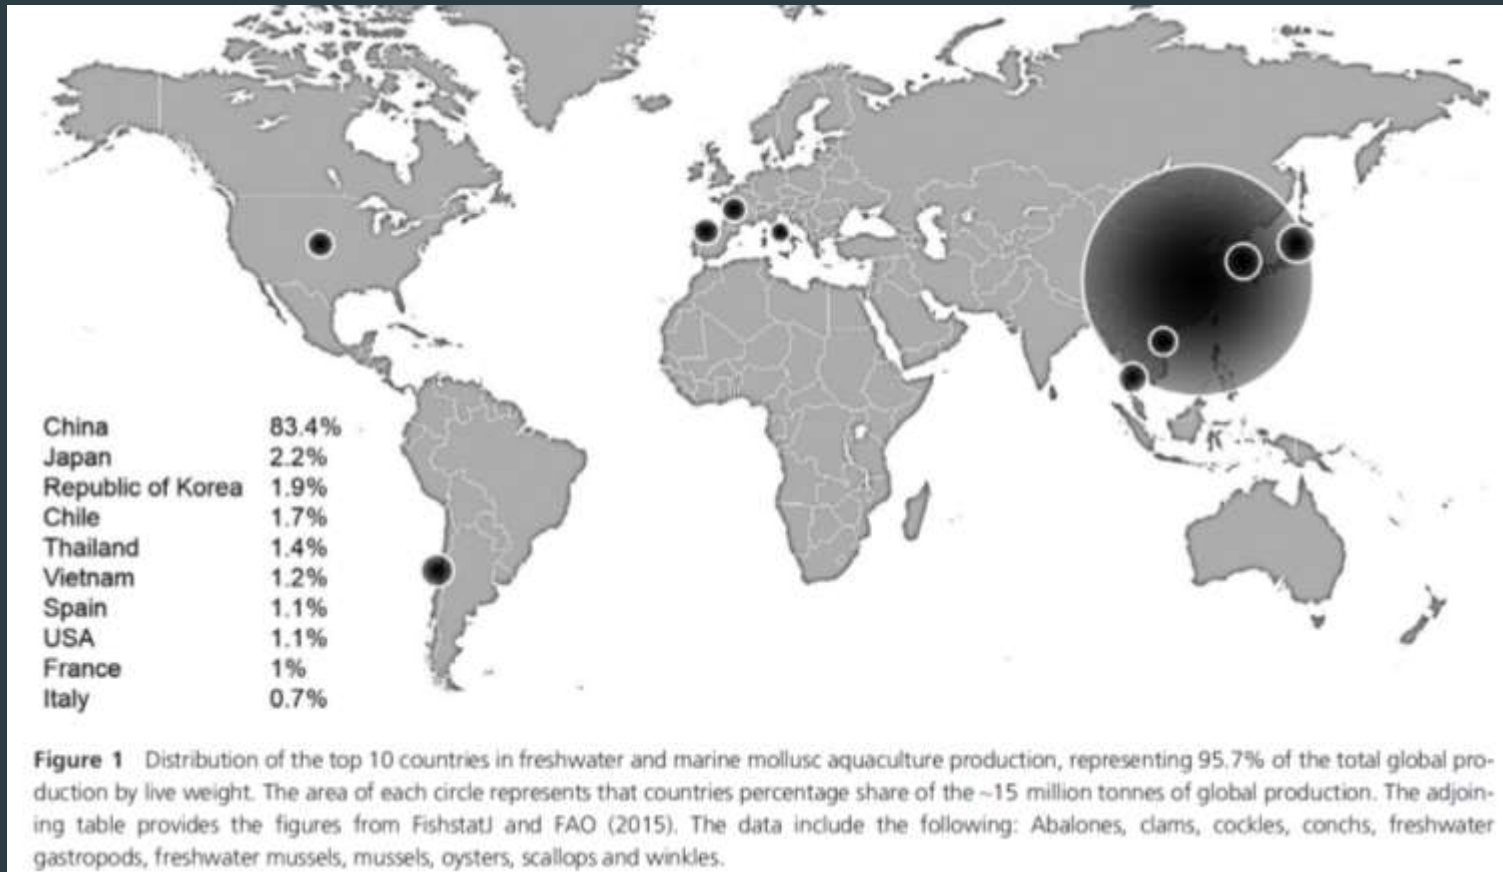 China 83.4%
Japan 2.2%
Republic of Korea 1.9%
Chile 1.7%
Thailand 1.4%
Vietnam 1.2%
Spain 1.1%
USA 1.1%
France 1%
Italy 0.7%
Figure 1 Distribution of the top 10 countries in freshwater and marine mollusc aquaculture production, representing 95.7% of the total global pro-
duction by live weight. The area of each circle represents that countries percentage share of the ~15 million tonnes of global production. The adjoin-
ing table provides the figures from FishstatJ and FAO (2015). The data include the following: Abalones, clams, cockles, conchs, freshwater
gastropods, freshwater mussels, mussels, oysters, scallops and winkles.